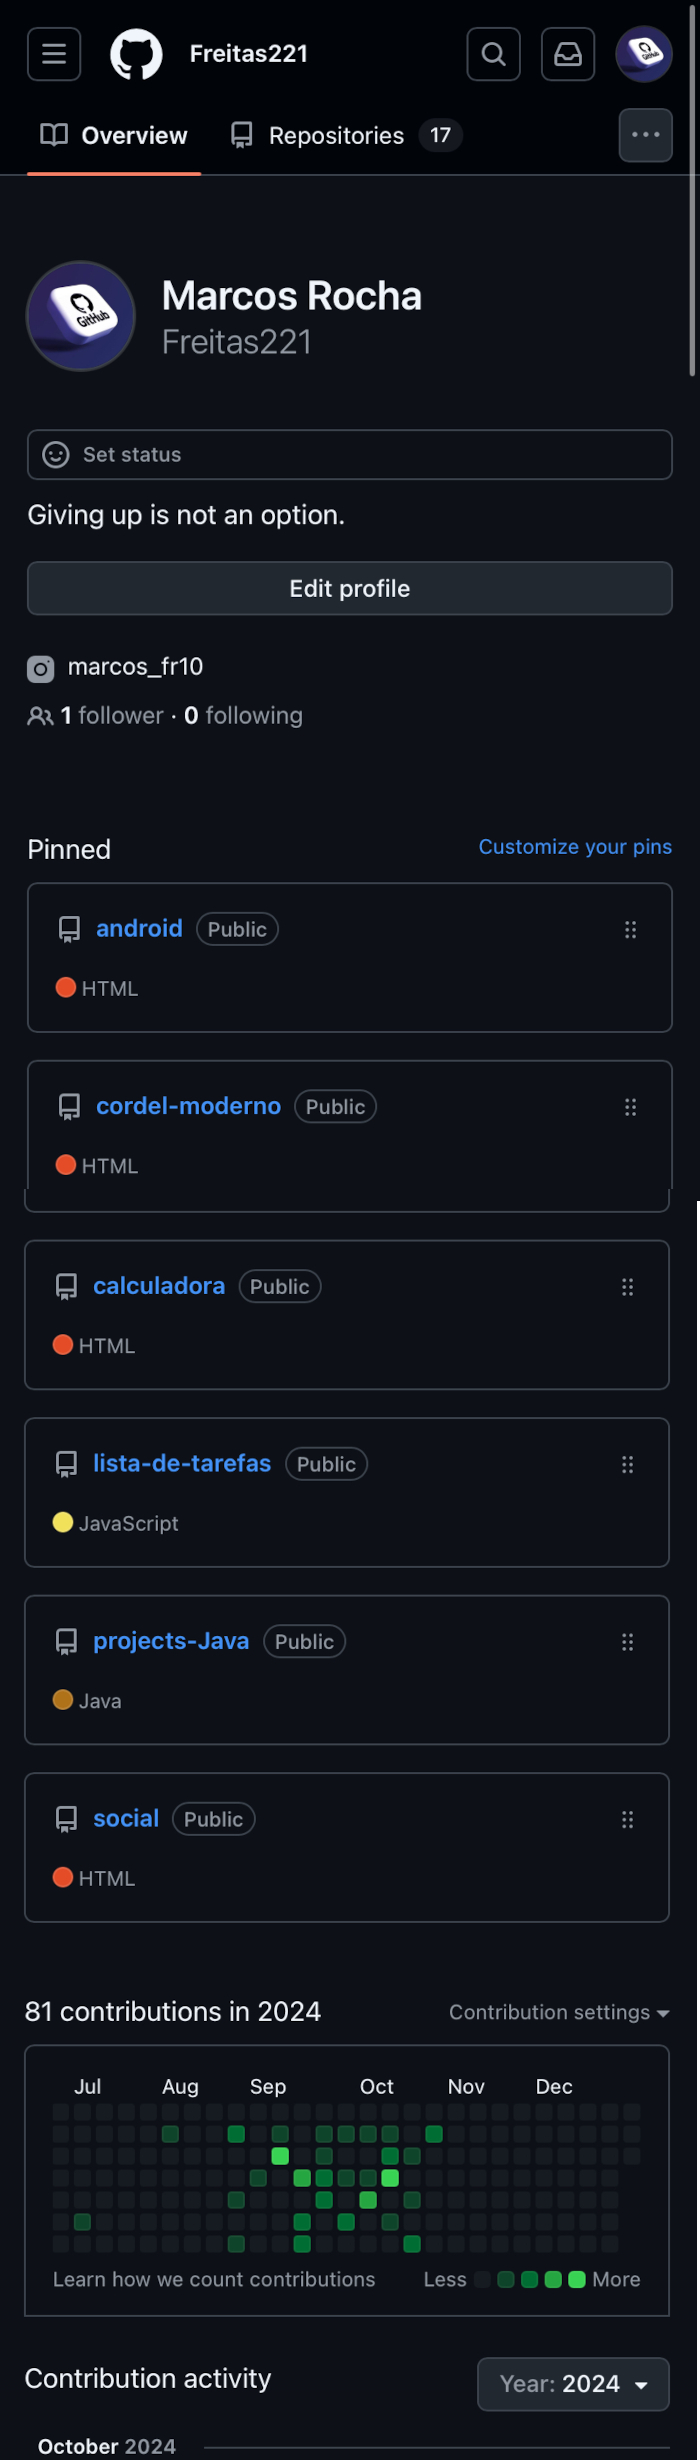 Freitas221
Overview Repositories 17
GitHub
Marcos Rocha
Freitas221
Set status
Giving up is not an option.
Edit profile
marcos_fr10
1 follower · 0 following
Pinned Customize your pins
android Public
HTML
cordel-moderno Public
HTML
calculadora Public
HTML
lista-de-tarefas Public
JavaScript
projects-Java Public
Java
social Public
HTML
81 contributions in 2024 Contribution settings
Jul Aug Sep Oct Nov Dec
Learn how we count contributions Less More
Contribution activity Year: 2024
October 2024